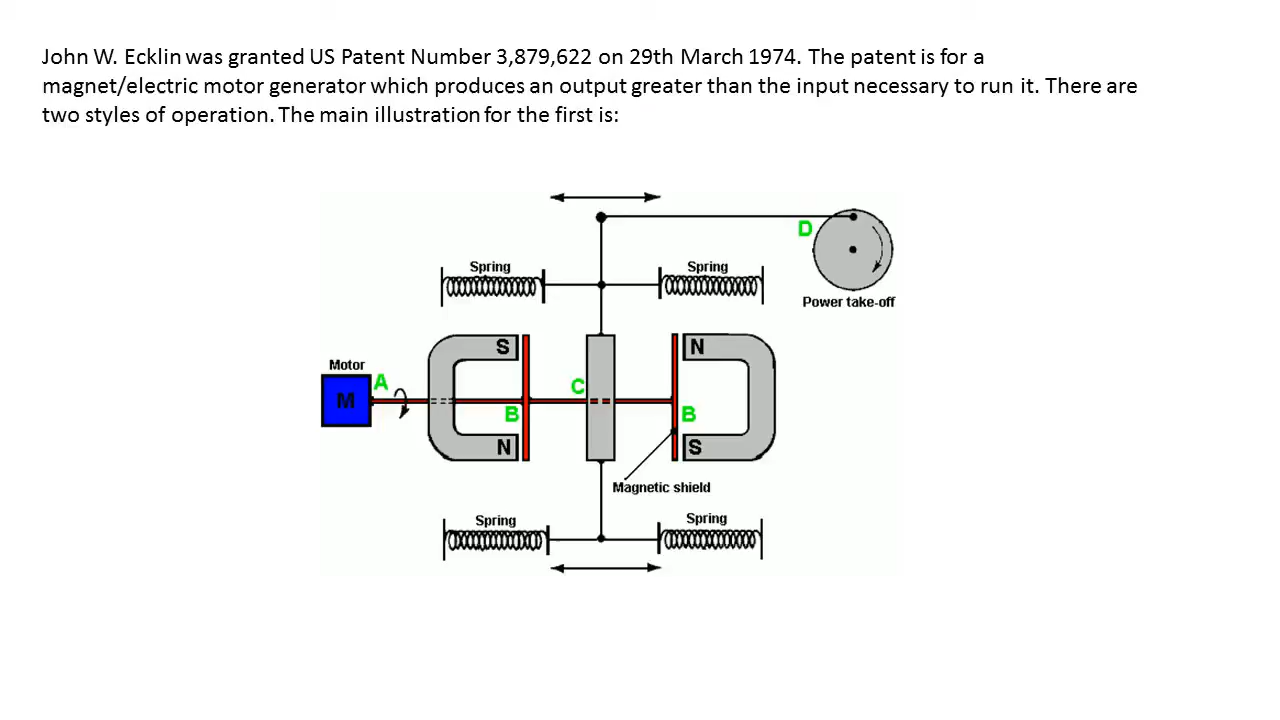 John W. Ecklin was granted US Patent Number 3,879,622 on 29th March 1974. The patent is for a
magnet/electric motor generator which produces an output greater than the input necessary to run it. There are
two styles of operation. The main illustration for the first is:
D
Spring
Spring
Power take-off
S
N
Motor
A
M
C
B
B
N
S
Magnetic shield
Spring
Spring